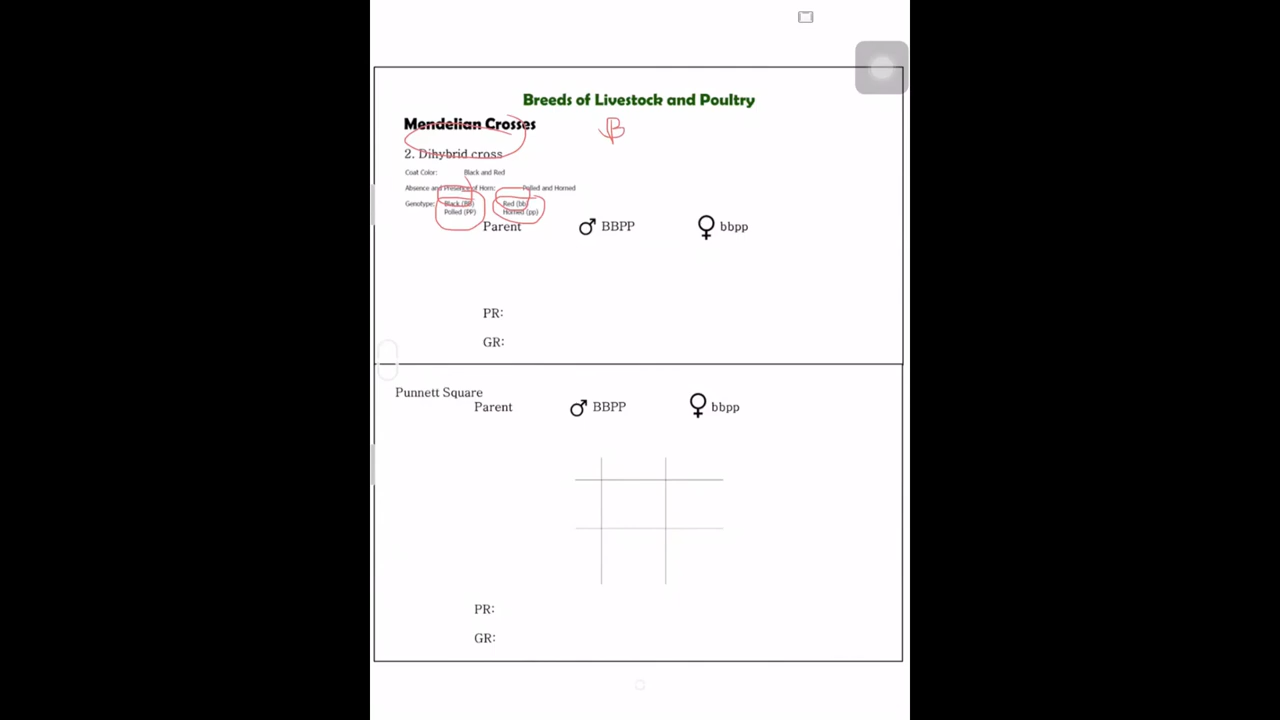 Breeds of Livestock and Poultry
Mendelian Crosses
B
2. Dihybrid cross
Coat Color: Black and Red
Absence and Presence of Horn: Polled and Horned
Genotype: Black (BB) Red (bb)
Polled (PP) Horned (pp)
Parent ♂ BBPP ♀ bbpp
PR:
GR:
Punnett Square
Parent ♂ BBPP ♀ bbpp
PR:
GR: